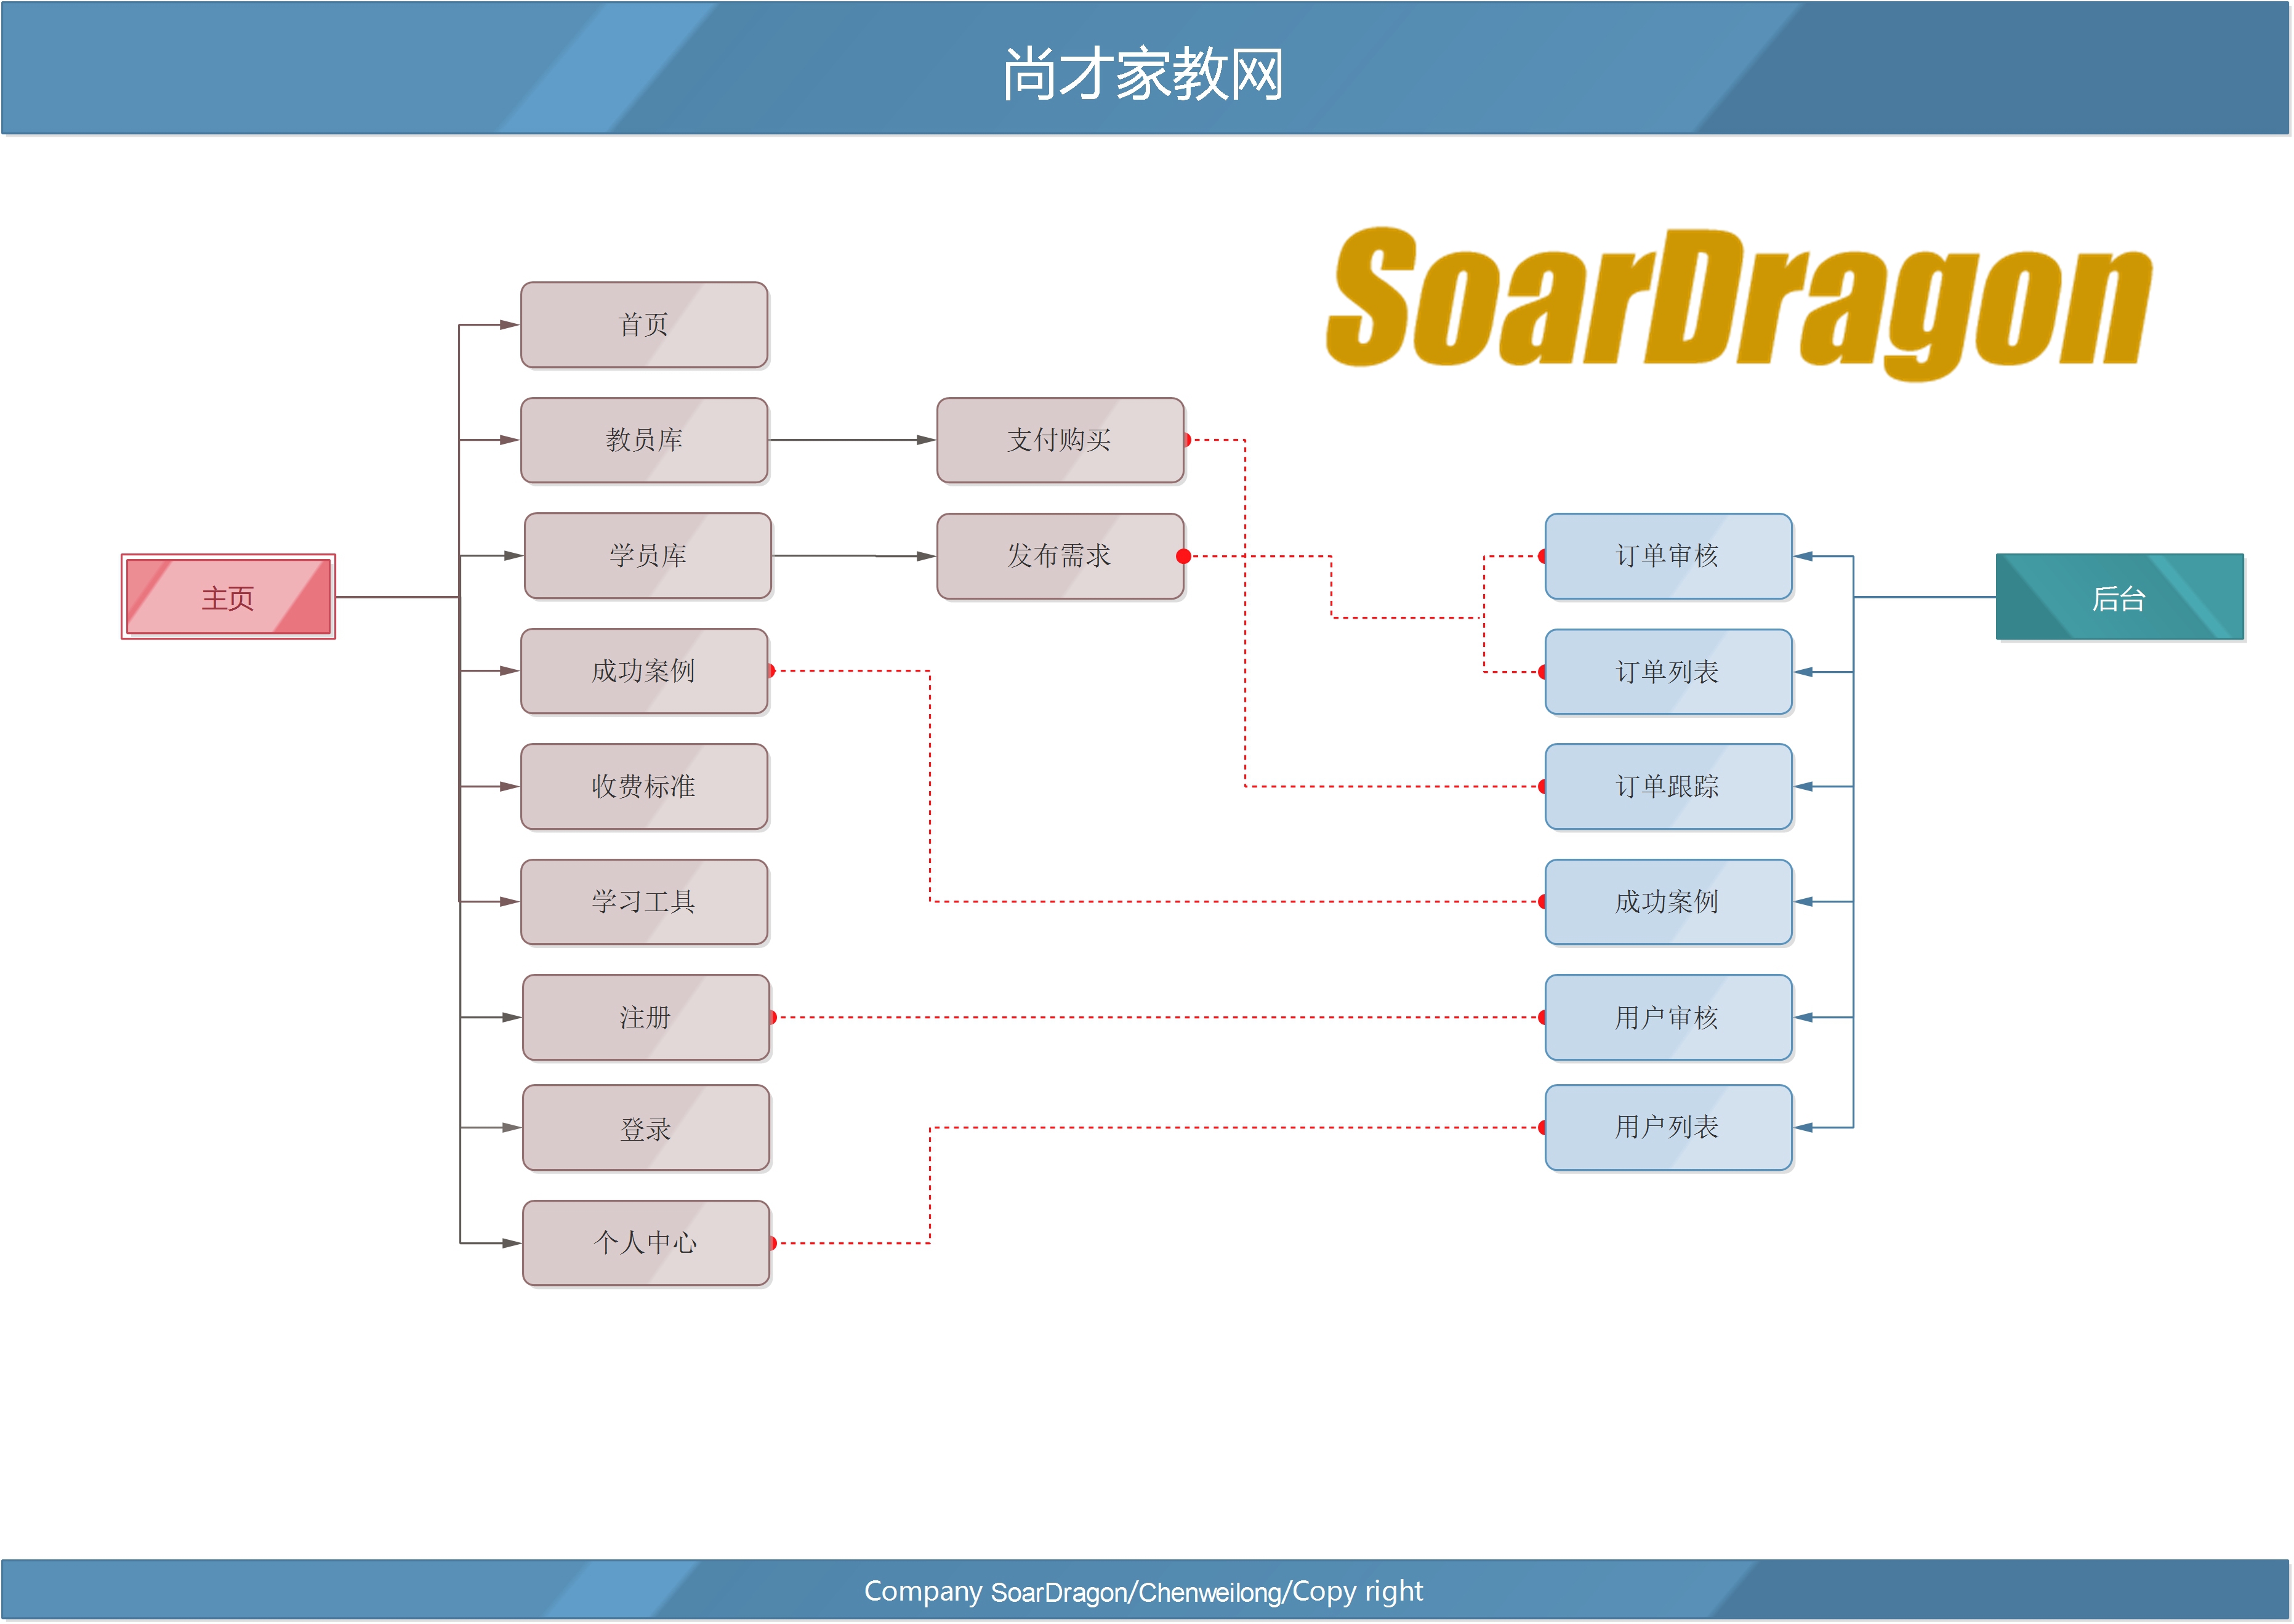 尚才家教网
SoarDragon
首页
教员库
支付购买
学员库
发布需求
订单审核
主页
后台
成功案例
订单列表
收费标准
订单跟踪
学习工具
成功案例
注册
用户审核
登录
用户列表
个人中心
Company SoarDragon/Chenweilong/Copy right